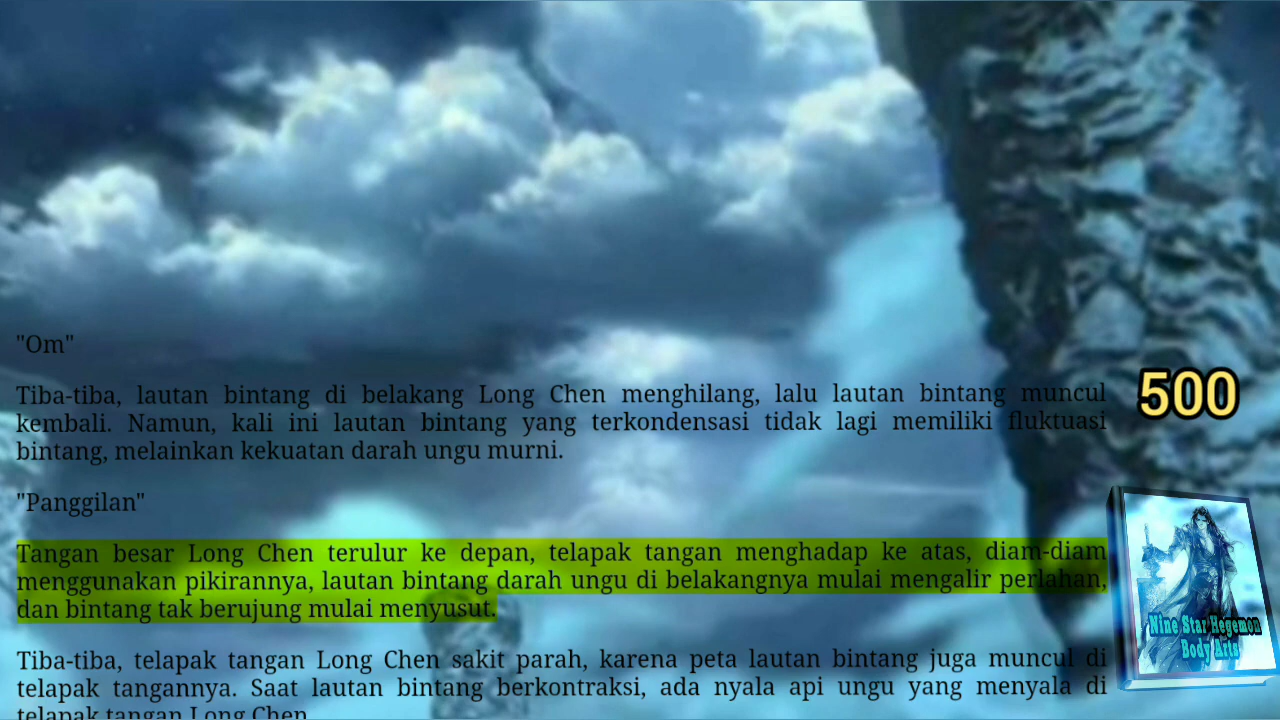 "Om"
Tiba-tiba, lautan bintang di belakang Long Chen menghilang, lalu lautan bintang muncul
kembali. Namun, kali ini lautan bintang yang terkondensasi tidak lagi memiliki fluktuasi
bintang, melainkan kekuatan darah ungu murni.
"Panggilan"
Tangan besar Long Chen terulur ke depan, telapak tangan menghadap ke atas, diam-diam
menggunakan pikirannya, lautan bintang darah ungu di belakangnya mulai mengalir perlahan,
dan bintang tak berujung mulai menyusut.
Tiba-tiba, telapak tangan Long Chen sakit parah, karena peta lautan bintang juga muncul di
telapak tangannya. Saat lautan bintang berkontraksi, ada nyala api ungu yang menyala di
telapak tangan Long Chen
500
Nine Star Hegemon
Body Arts